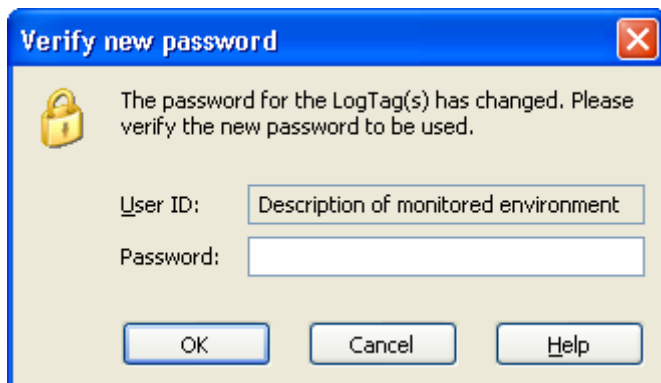 Verify new password
The password for the LogTag(s) has changed. Please
verify the new password to be used.
User ID: Description of monitored environment
Password:
OK Cancel Help